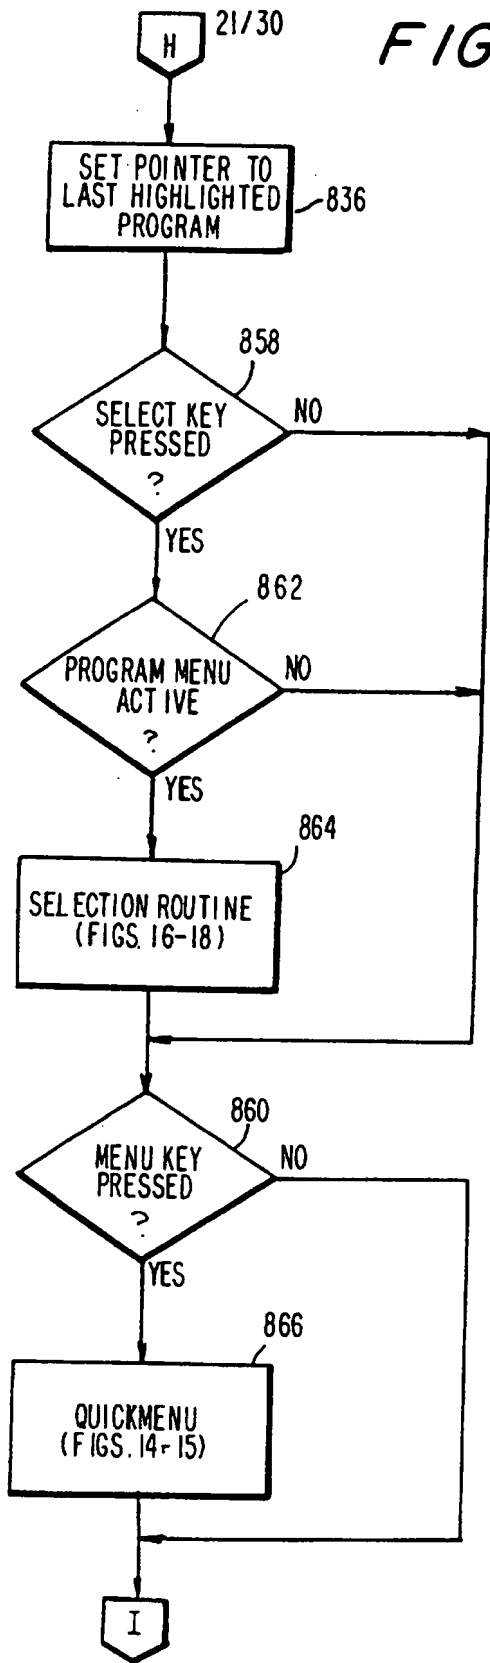 H
21/30
FIG
SET POINTER TO
LAST HIGHLIGHTED
PROGRAM
836
858
SELECT KEY
PRESSED
?
NO
YES
862
PROGRAM MENU
ACTIVE
?
NO
YES
864
SELECTION ROUTINE
(FIGS. 16-18)
860
MENU KEY
PRESSED
?
NO
YES
866
QUICKMENU
(FIGS. 14-15)
I